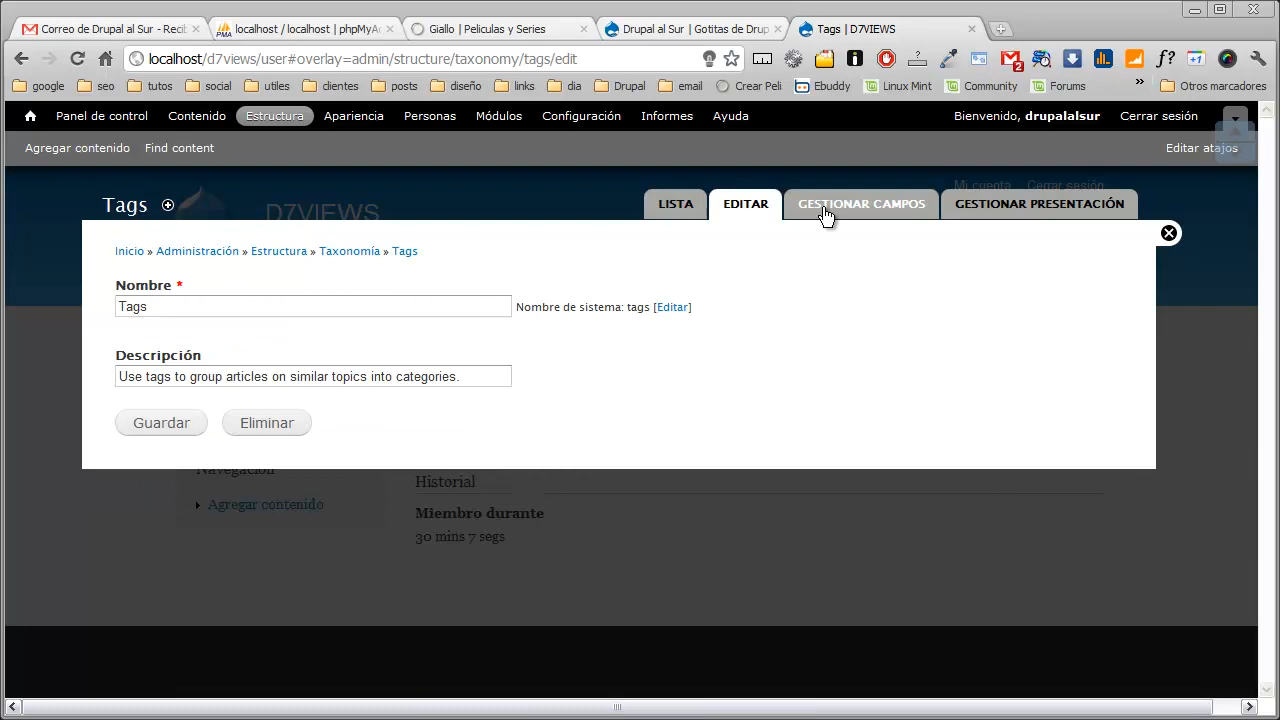 Correo de Drupal al Sur - Recib
localhost / localhost | phpMyA
Giallo | Peliculas y Series
Drupal al Sur | Gotitas de Drup
Tags | D7VIEWS
localhost/d7views/user#overlay=admin/structure/taxonomy/tags/edit
google
mo
tutos
social
utiles
clientes
posts
diseño
links
dia
Drupal
email
Crear Peli
Ebuddy
Linux Mint
Community
Forums
»
Otros marcadores
Panel de control
Contenido
Estructura
Apariencia
Personas
Módulos
Configuración
Informes
Ayuda
Bienvenido, drupalalsur
Cerrar sesión
Agregar contenido
Find content
Editar atajos
Mi cuenta
Cerrar sesión
Tags
D7VIEWS
LISTA
EDITAR
GESTIONAR CAMPOS
GESTIONAR PRESENTACIÓN
Inicio » Administración » Estructura » Taxonomía » Tags
Nombre *
Tags
Nombre de sistema: tags [Editar]
Descripción
Use tags to group articles on similar topics into categories.
Guardar
Eliminar
Navegación
Agregar contenido
Historial
Miembro durante
30 mins 7 segs